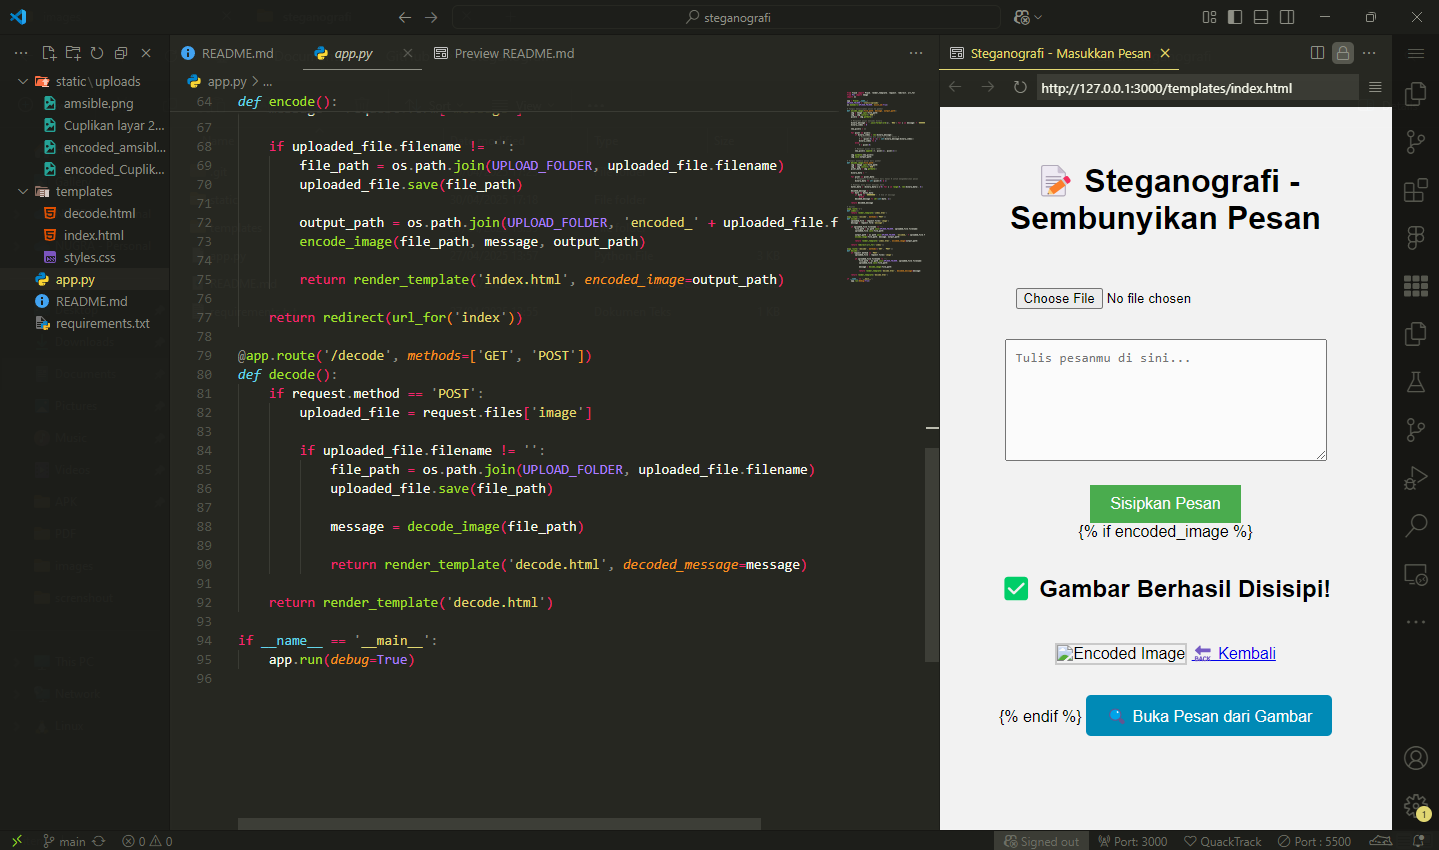 steganografi
README.md
app.py
Preview README.md
Steganografi - Masukkan Pesan
static\uploads
amsible.png
Cuplikan layar 2...
encoded_amsibl...
encoded_Cuplik...
templates
decode.html
index.html
styles.css
app.py
README.md
requirements.txt
app.py > ...
64 def encode():
67
68 if uploaded_file.filename != '':
69 file_path = os.path.join(UPLOAD_FOLDER, uploaded_file.filename)
70 uploaded_file.save(file_path)
71
72 output_path = os.path.join(UPLOAD_FOLDER, 'encoded_' + uploaded_file.f
73 encode_image(file_path, message, output_path)
74
75 return render_template('index.html', encoded_image=output_path)
76
77 return redirect(url_for('index'))
78
79 @app.route('/decode', methods=['GET', 'POST'])
80 def decode():
81 if request.method == 'POST':
82 uploaded_file = request.files['image']
83
84 if uploaded_file.filename != '':
85 file_path = os.path.join(UPLOAD_FOLDER, uploaded_file.filename)
86 uploaded_file.save(file_path)
87
88 message = decode_image(file_path)
89
90 return render_template('decode.html', decoded_message=message)
91
92 return render_template('decode.html')
93
94 if __name__ == '__main__':
95 app.run(debug=True)
96
http://127.0.0.1:3000/templates/index.html
📝 Steganografi -
Sembunyikan Pesan
Choose File No file chosen
Tulis pesanmu di sini...
Sisipkan Pesan
{% if encoded_image %}
✅ Gambar Berhasil Disisipi!
Encoded Image 🔙 Kembali
{% endif %} 🔍 Buka Pesan dari Gambar
1
main
0 0
Signed out
Port: 3000
QuackTrack
Port : 5500